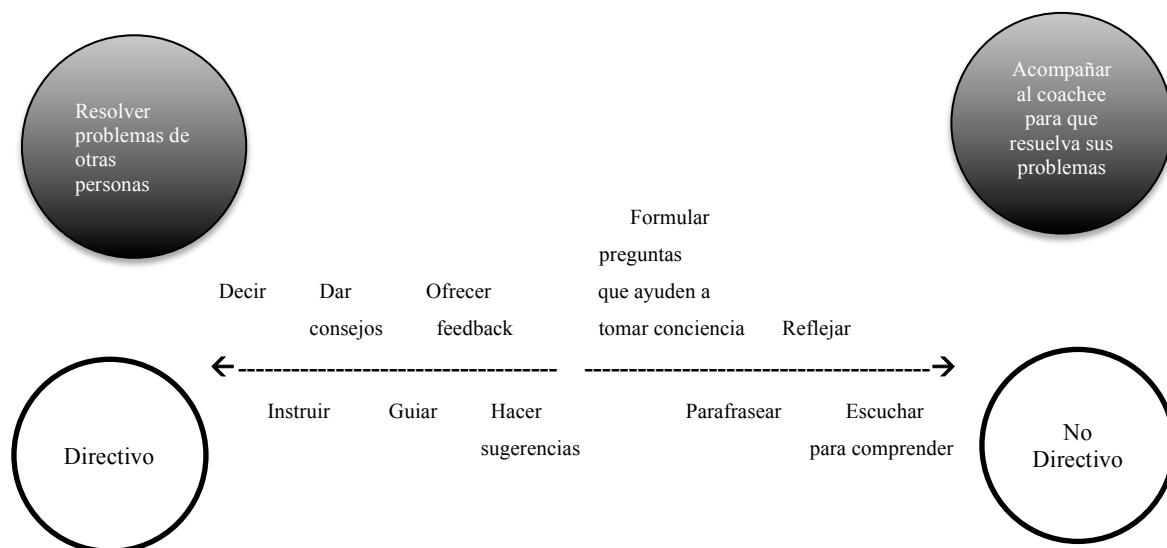 Resolver
problemas de
otras
personas
Acompañar
al coachee
para que
resuelva sus
problemas
Formular
preguntas
Decir Dar Ofrecer que ayuden a
consejos feedback tomar conciencia Reflejar
Instruir Guiar Hacer Parafrasear Escuchar
sugerencias para comprender
Directivo
No
Directivo